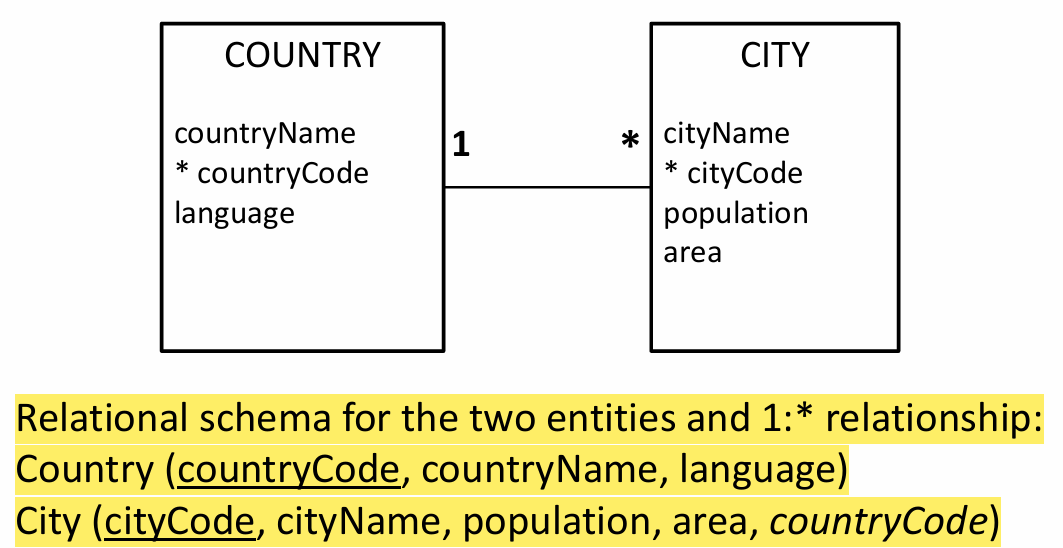 COUNTRY
countryName
* countryCode
language
1
*
CITY
cityName
* cityCode
population
area
Relational schema for the two entities and 1:* relationship:
Country (countryCode, countryName, language)
City (cityCode, cityName, population, area, countryCode)